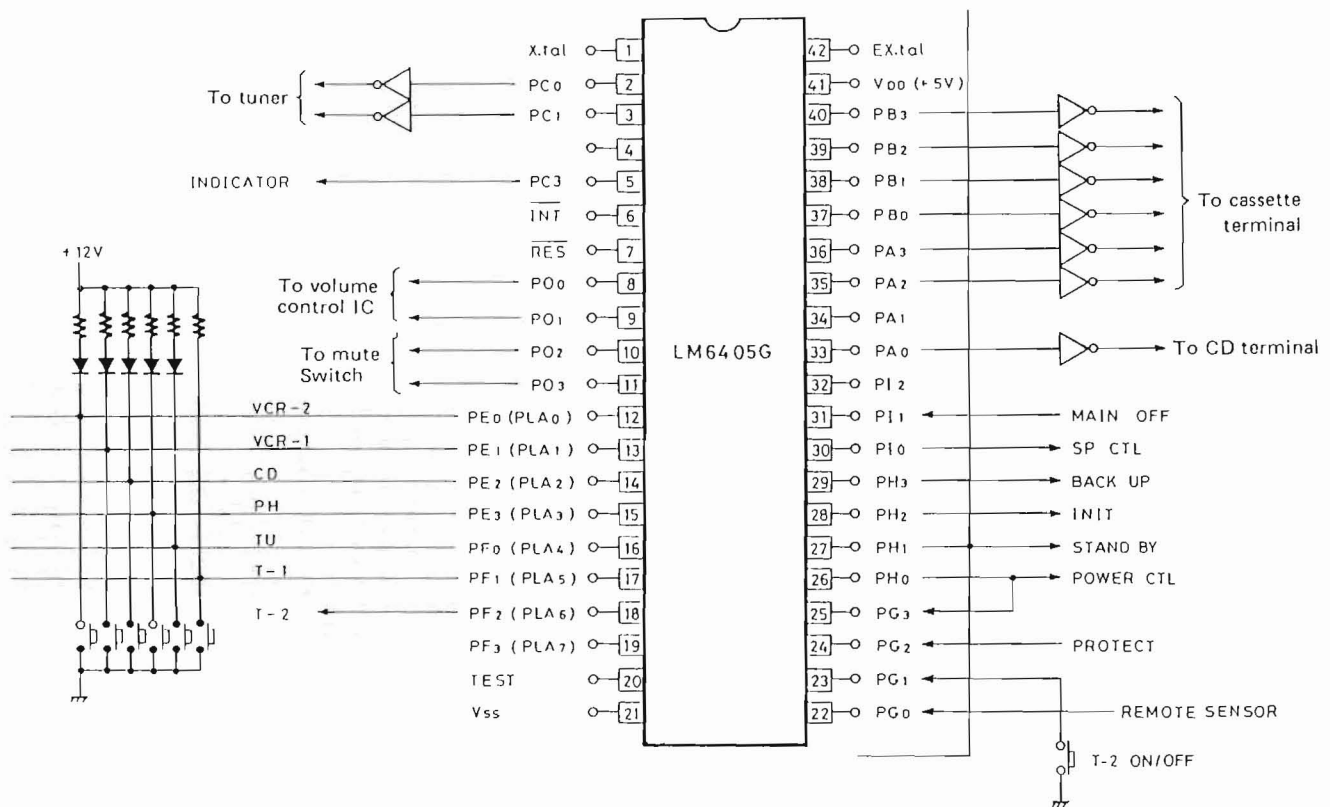 X.tal
1
42
EX.tal
To tuner
PC0
2
41
VDD (+5V)
PC1
3
40
PB3
4
39
PB2
INDICATOR
PC3
5
38
PB1
INT
6
37
PB0
To cassette
terminal
RES
7
36
PA3
+12V
To volume
control IC
PO0
8
35
PA2
PO1
9
34
PA1
To mute
Switch
PO2
10
LM6405G
33
PA0
To CD terminal
PO3
11
32
PI2
VCR-2
PE0 (PLA0)
12
31
PI1
MAIN OFF
VCR-1
PE1 (PLA1)
13
30
PI0
SP CTL
CD
PE2 (PLA2)
14
29
PH3
BACK UP
PH
PE3 (PLA3)
15
28
PH2
INIT
TU
PF0 (PLA4)
16
27
PH1
STAND BY
T-1
PF1 (PLA5)
17
26
PH0
POWER CTL
T-2
PF2 (PLA6)
18
25
PG3
PF3 (PLA7)
19
24
PG2
PROTECT
TEST
20
23
PG1
Vss
21
22
PG0
REMOTE SENSOR
T-2 ON/OFF